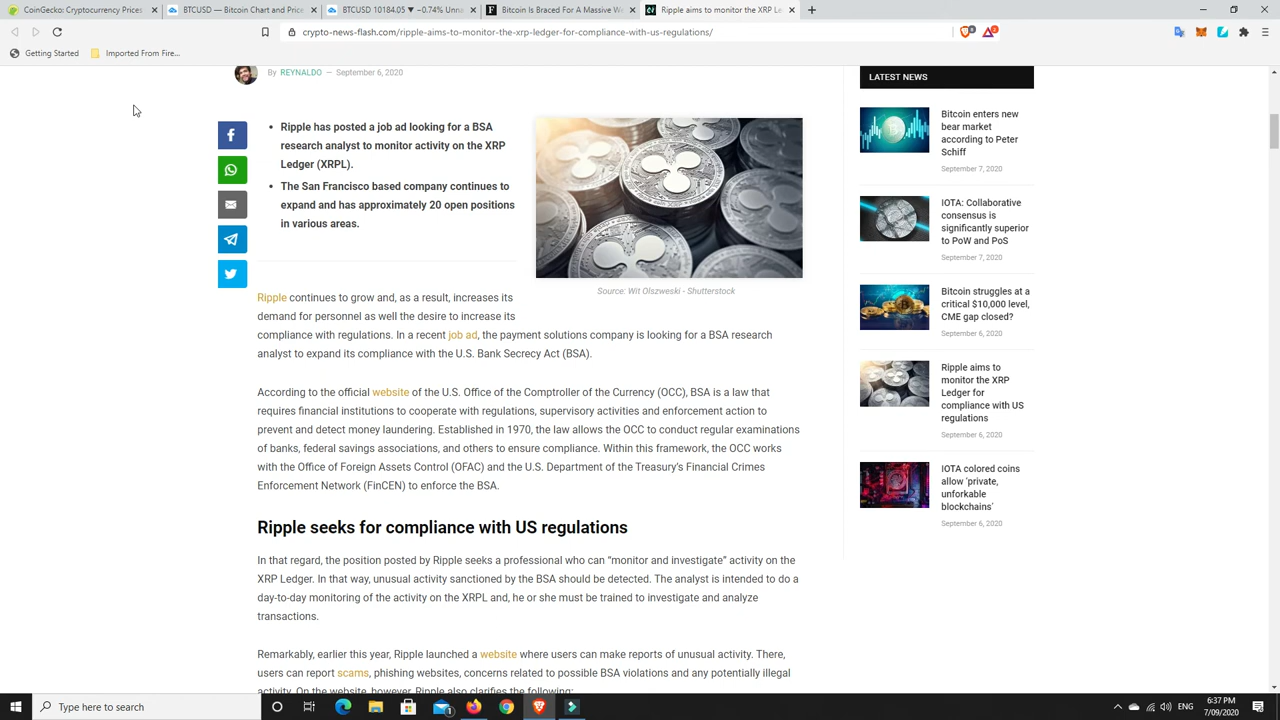 CoinGecko: Cryptocurrency Prices
BTCUSD — Bitcoin Chart and Price
BTCUSD 10184.05 ▼ −0.74% Unna
Bitcoin Is Braced For A Massive W
Ripple aims to monitor the XRP Le
crypto-news-flash.com/ripple-aims-to-monitor-the-xrp-ledger-for-compliance-with-us-regulations/
Getting Started
Imported From Fire...
By REYNALDO — September 6, 2020
• Ripple has posted a job ad looking for a BSA
research analyst to monitor activity on the XRP
Ledger (XRPL).
• The San Francisco based company continues to
expand and has approximately 20 open positions
in various areas.
Source: Wit Olszweski - Shutterstock
Ripple continues to grow and, as a result, increases its
demand for personnel as well the desire to increase its
compliance with regulations. In a recent job ad, the payment solutions company is looking for a BSA research
analyst to expand its compliance with the U.S. Bank Secrecy Act (BSA).
According to the official website of the U.S. Office of the Comptroller of the Currency (OCC), BSA is a law that
requires financial institutions to cooperate with regulations, supervisory activities and enforcement action to
prevent and detect money laundering. Established in 1970, the law allows the OCC to conduct regular examinations
of banks, federal savings associations, and others to ensure compliance. Within this framework, the OCC works
with the Office of Foreign Assets Control (OFAC) and the U.S. Department of the Treasury's Financial Crimes
Enforcement Network (FinCEN) to enforce the BSA.
Ripple seeks for compliance with US regulations
In that regard, the position posted by Ripple seeks a professional who can “monitor and investigate” activity on the
XRP Ledger. In that way, unusual activity sanctioned by the BSA should be detected. The analyst is intended to do a
day-to-day monitoring of the activity on the XRPL and, he or she must be trained to investigate and analyze
transactions.
Remarkably, earlier this year, Ripple launched a website where users can make reports of unusual activity. There,
users can report scams, phishing websites, concerns related to possible BSA violations and any potentially illegal
activity. On the website, however, Ripple also clarifies the following:
LATEST NEWS
Bitcoin enters new
bear market
according to Peter
Schiff
September 7, 2020
IOTA: Collaborative
consensus is
significantly superior
to PoW and PoS
September 7, 2020
Bitcoin struggles at a
critical $10,000 level,
CME gap closed?
September 6, 2020
Ripple aims to
monitor the XRP
Ledger for
compliance with US
regulations
September 6, 2020
IOTA colored coins
allow ‘private,
unforkable
blockchains’
September 6, 2020
Type here to search
ENG
6:37 PM
7/09/2020